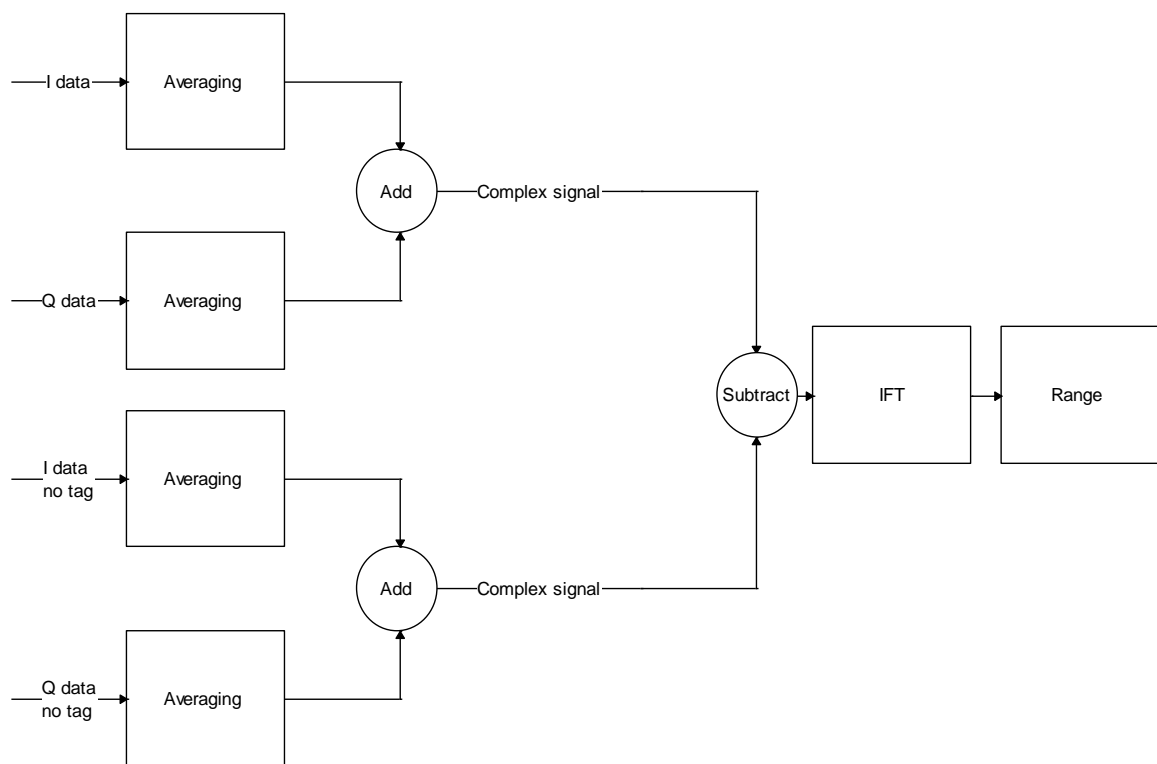 I data
Averaging
Add
Complex signal
Q data
Averaging
Subtract
IFT
Range
I data
no tag
Averaging
Add
Complex signal
Q data
no tag
Averaging